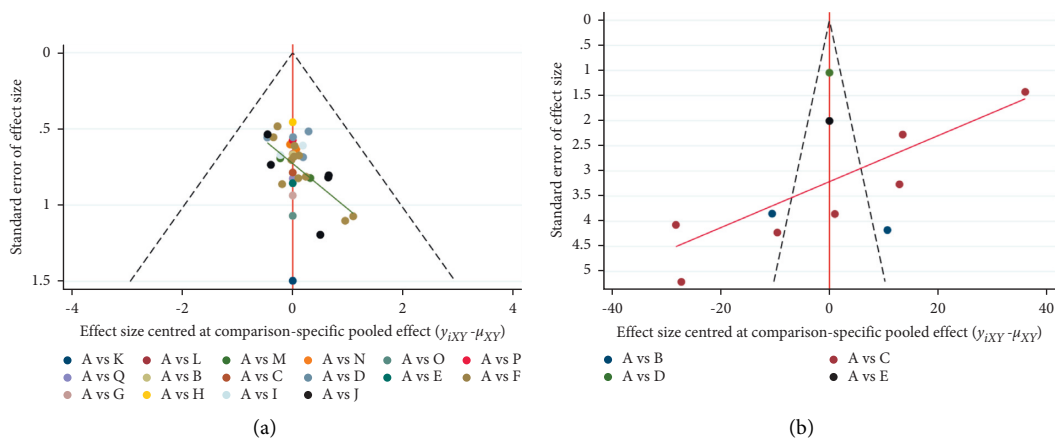 0
.5
1
1.5
Standard error of effect size
-4
-2
0
2
4
Effect size centred at comparison-specific pooled effect (y_iXY -μ_XY)
A vs K
A vs L
A vs M
A vs N
A vs O
A vs P
A vs Q
A vs B
A vs C
A vs D
A vs E
A vs F
A vs G
A vs H
A vs I
A vs J
(a)
0
.5
1
1.5
2
2.5
3
3.5
4
4.5
5
Standard error of effect size
-40
-20
0
20
40
Effect size centred at comparison-specific pooled effect (y_iXY -μ_XY)
A vs B
A vs C
A vs D
A vs E
(b)